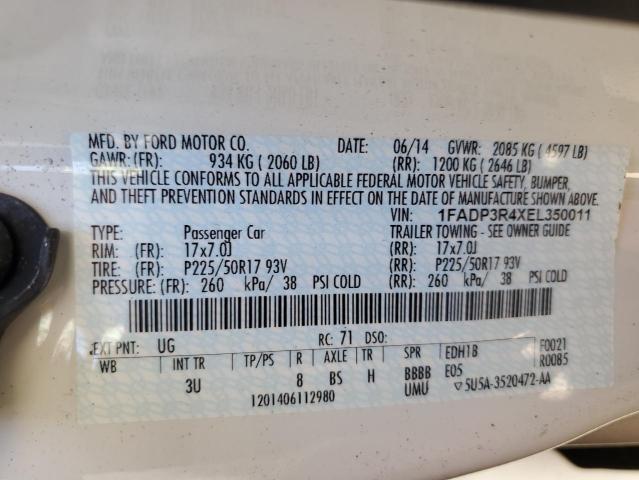 MFD. BY FORD MOTOR CO. DATE: 06/14 GVWR: 2085 KG ( 4597 LB)
GAWR: (FR): 934 KG ( 2060 LB) (RR): 1200 KG ( 2646 LB)
THIS VEHICLE CONFORMS TO ALL APPLICABLE FEDERAL MOTOR VEHICLE SAFETY, BUMPER,
AND THEFT PREVENTION STANDARDS IN EFFECT ON THE DATE OF MANUFACTURE SHOWN ABOVE.
VIN: 1FADP3R4XEL350011
TYPE: Passenger Car TRAILER TOWING - SEE OWNER GUIDE
RIM: (FR): 17x7.0J (RR): 17x7.0J
TIRE: (FR): P225/50R17 93V (RR): P225/50R17 93V
PRESSURE: (FR): 260 kPa/ 38 PSI COLD (RR): 260 kPa/ 38 PSI COLD
EXT PNT: UG RC: 71 DSO:
WB INT TR TP/PS R AXLE TR SPR EDH1B F0021
3U 8 BS H BBBB E05 R0085
UMU ▽ 5U5A-3520472-AA
1201406112980